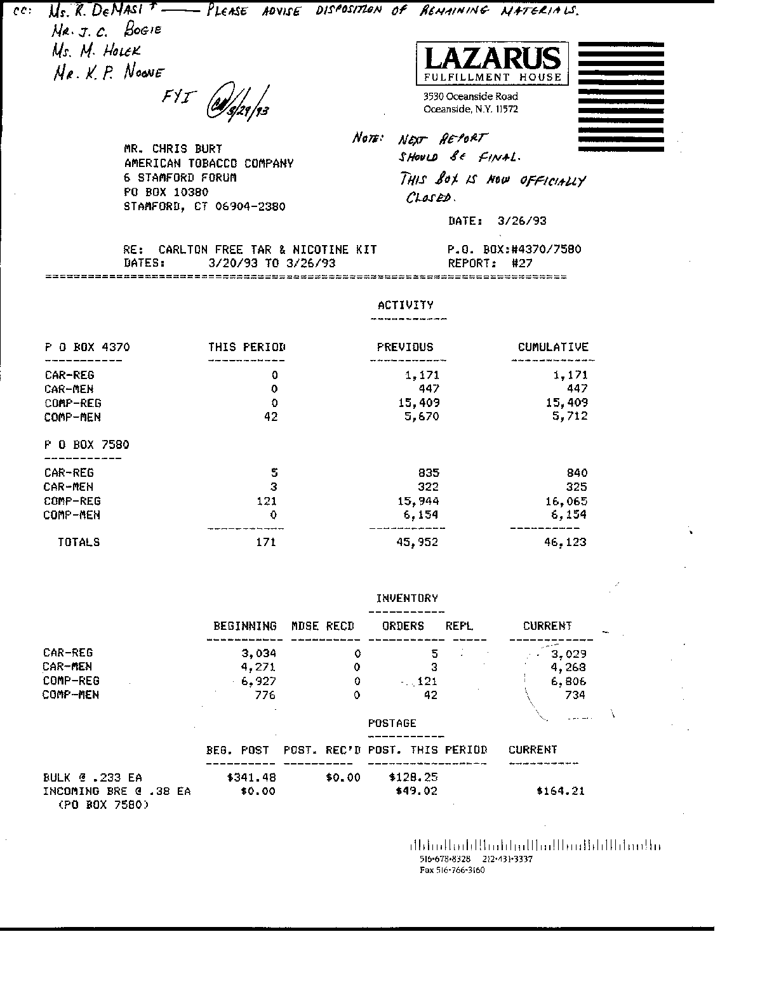 CC: Ms. R. DeMasi + —— PLEASE ADVISE DISPOSITION OF REMAINING MATERIALS.
Mr. J. C. Bogie
Ms. M. Holek
Mr. K. P. Noone
FYI 3/29/93
LAZARUS
FULFILLMENT HOUSE
3530 Oceanside Road
Oceanside, N.Y. 11572
NOTE: NEXT REPORT
SHOULD BE FINAL.
THIS BOX IS NOW OFFICIALLY
CLOSED.
MR. CHRIS BURT
AMERICAN TOBACCO COMPANY
6 STAMFORD FORUM
PO BOX 10380
STAMFORD, CT 06904-2380
DATE: 3/26/93
RE: CARLTON FREE TAR & NICOTINE KIT P.O. BOX:#4370/7580
DATES: 3/20/93 TO 3/26/93 REPORT: #27
ACTIVITY
P O BOX 4370 THIS PERIOD PREVIOUS CUMULATIVE
CAR-REG 0 1,171 1,171
CAR-MEN 0 447 447
COMP-REG 0 15,409 15,409
COMP-MEN 42 5,670 5,712
P O BOX 7580
CAR-REG 5 835 840
CAR-MEN 3 322 325
COMP-REG 121 15,944 16,065
COMP-MEN 0 6,154 6,154
TOTALS 171 45,952 46,123
INVENTORY
BEGINNING MDSE RECD ORDERS REPL CURRENT
CAR-REG 3,034 0 5 3,029
CAR-MEN 4,271 0 3 4,268
COMP-REG 6,927 0 121 6,806
COMP-MEN 776 0 42 734
POSTAGE
BEG. POST POST. REC'D POST. THIS PERIOD CURRENT
BULK @ .233 EA $341.48 $0.00 $128.25
INCOMING BRE @ .38 EA $0.00 $49.02 $164.21
(PO BOX 7580)
516-678-8328 212-431-3337
Fax 516-766-3160